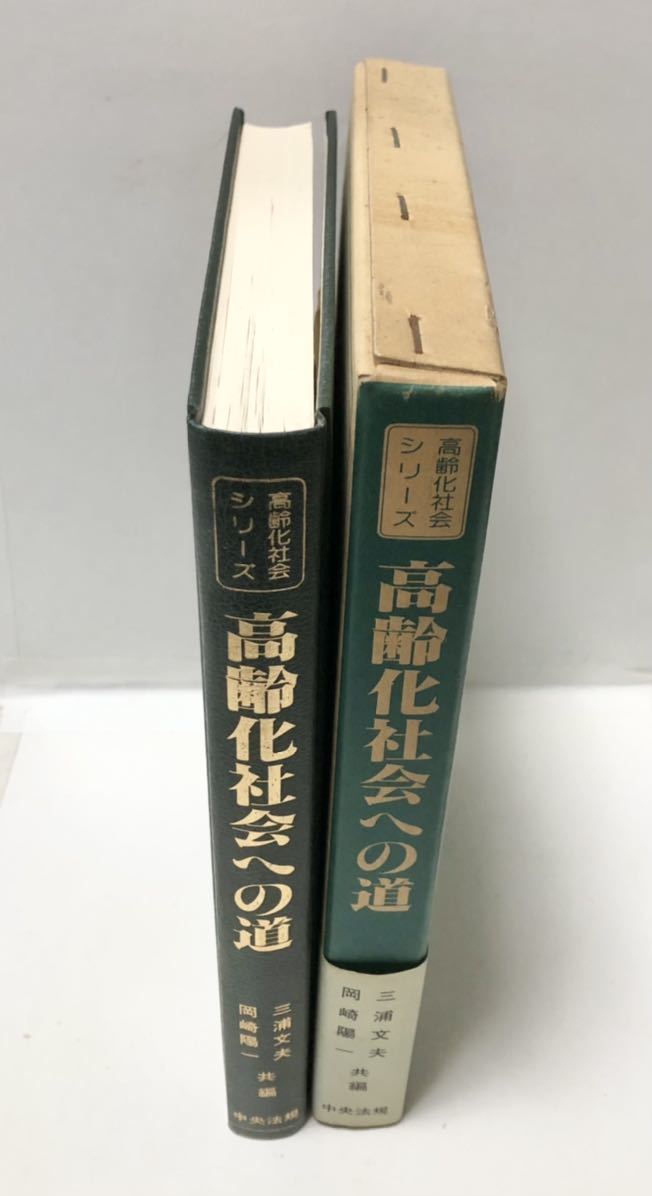 高齢化社会
シリーズ
高齢化社会への道
三浦文夫
岡崎陽一
共編
中央法規
高齢化社会
シリーズ
高齢化社会への道
三浦文夫
岡崎陽一
共編
中央法規